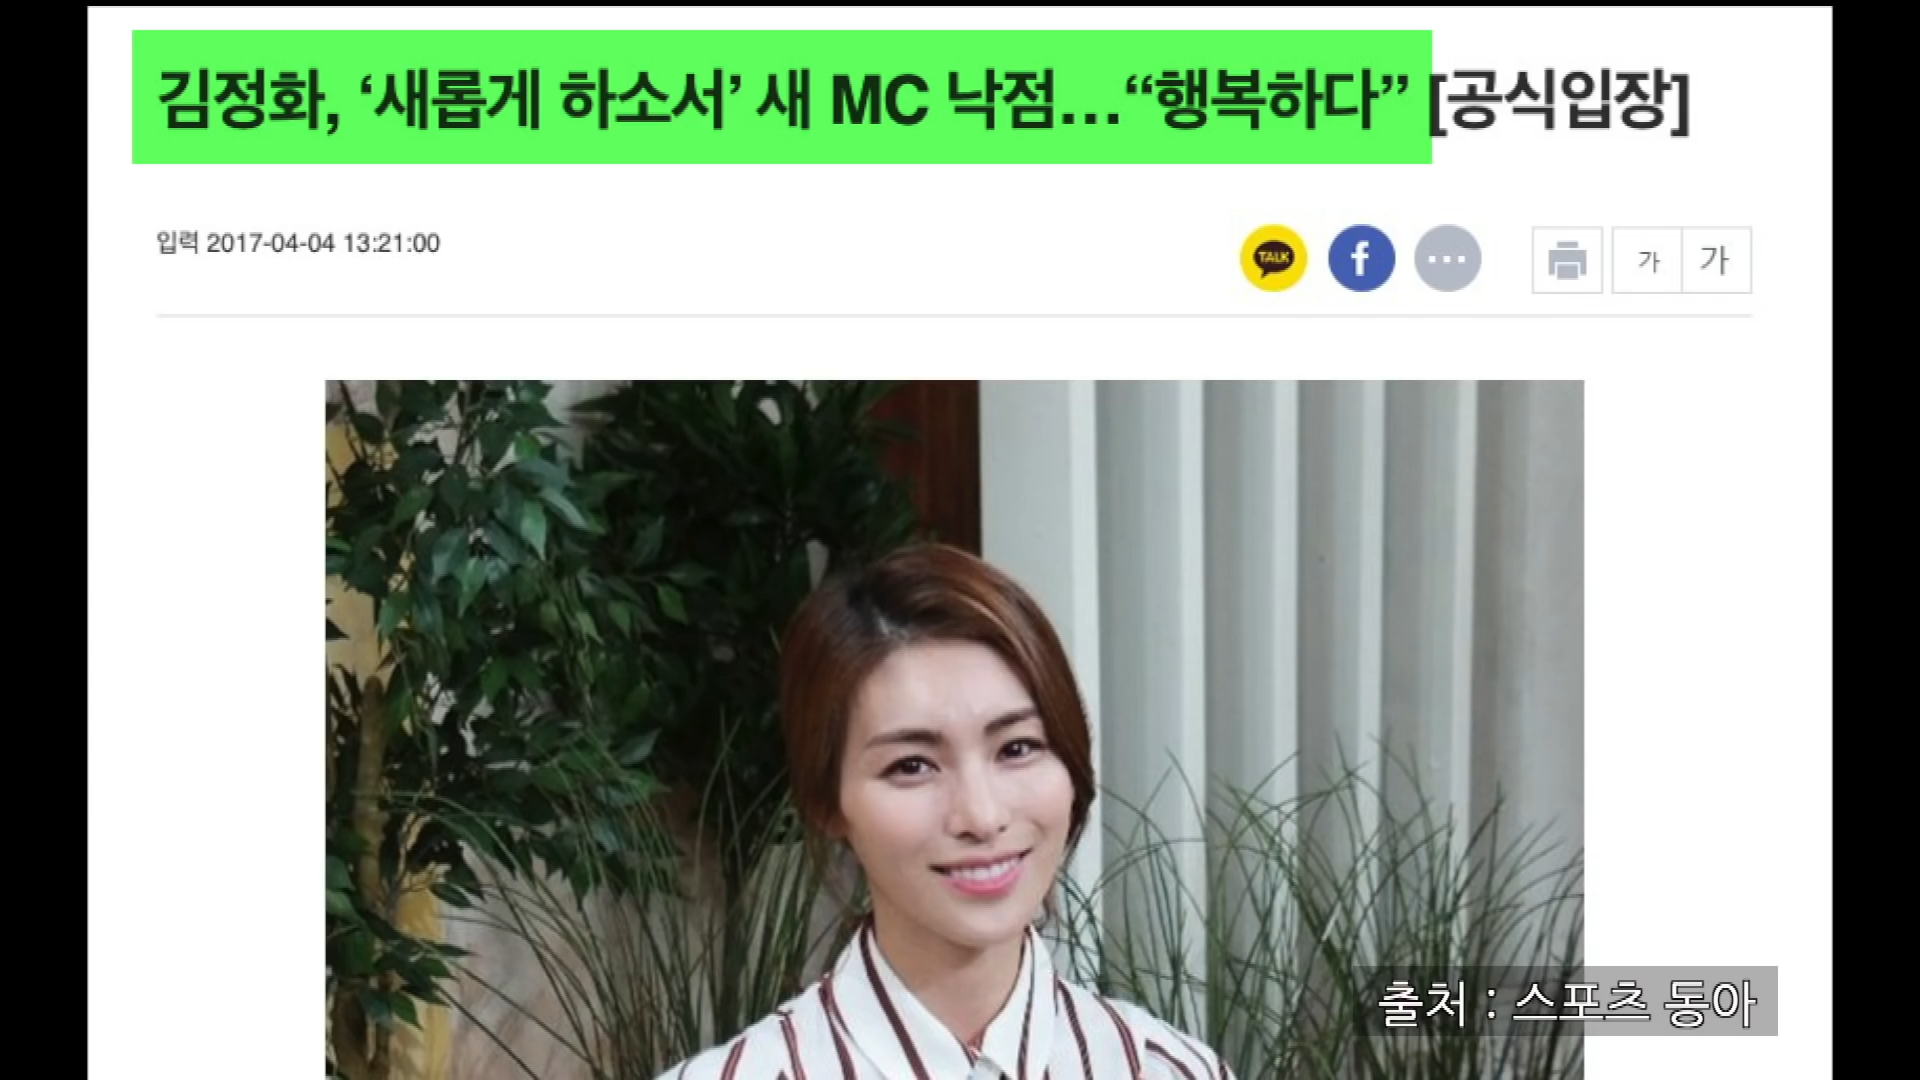 김정화, ‘새롭게 하소서’ 새 MC 낙점…“행복하다” [공식입장]
입력 2017-04-04 13:21:00
TALK
f
가 가
출처 : 스포츠 동아